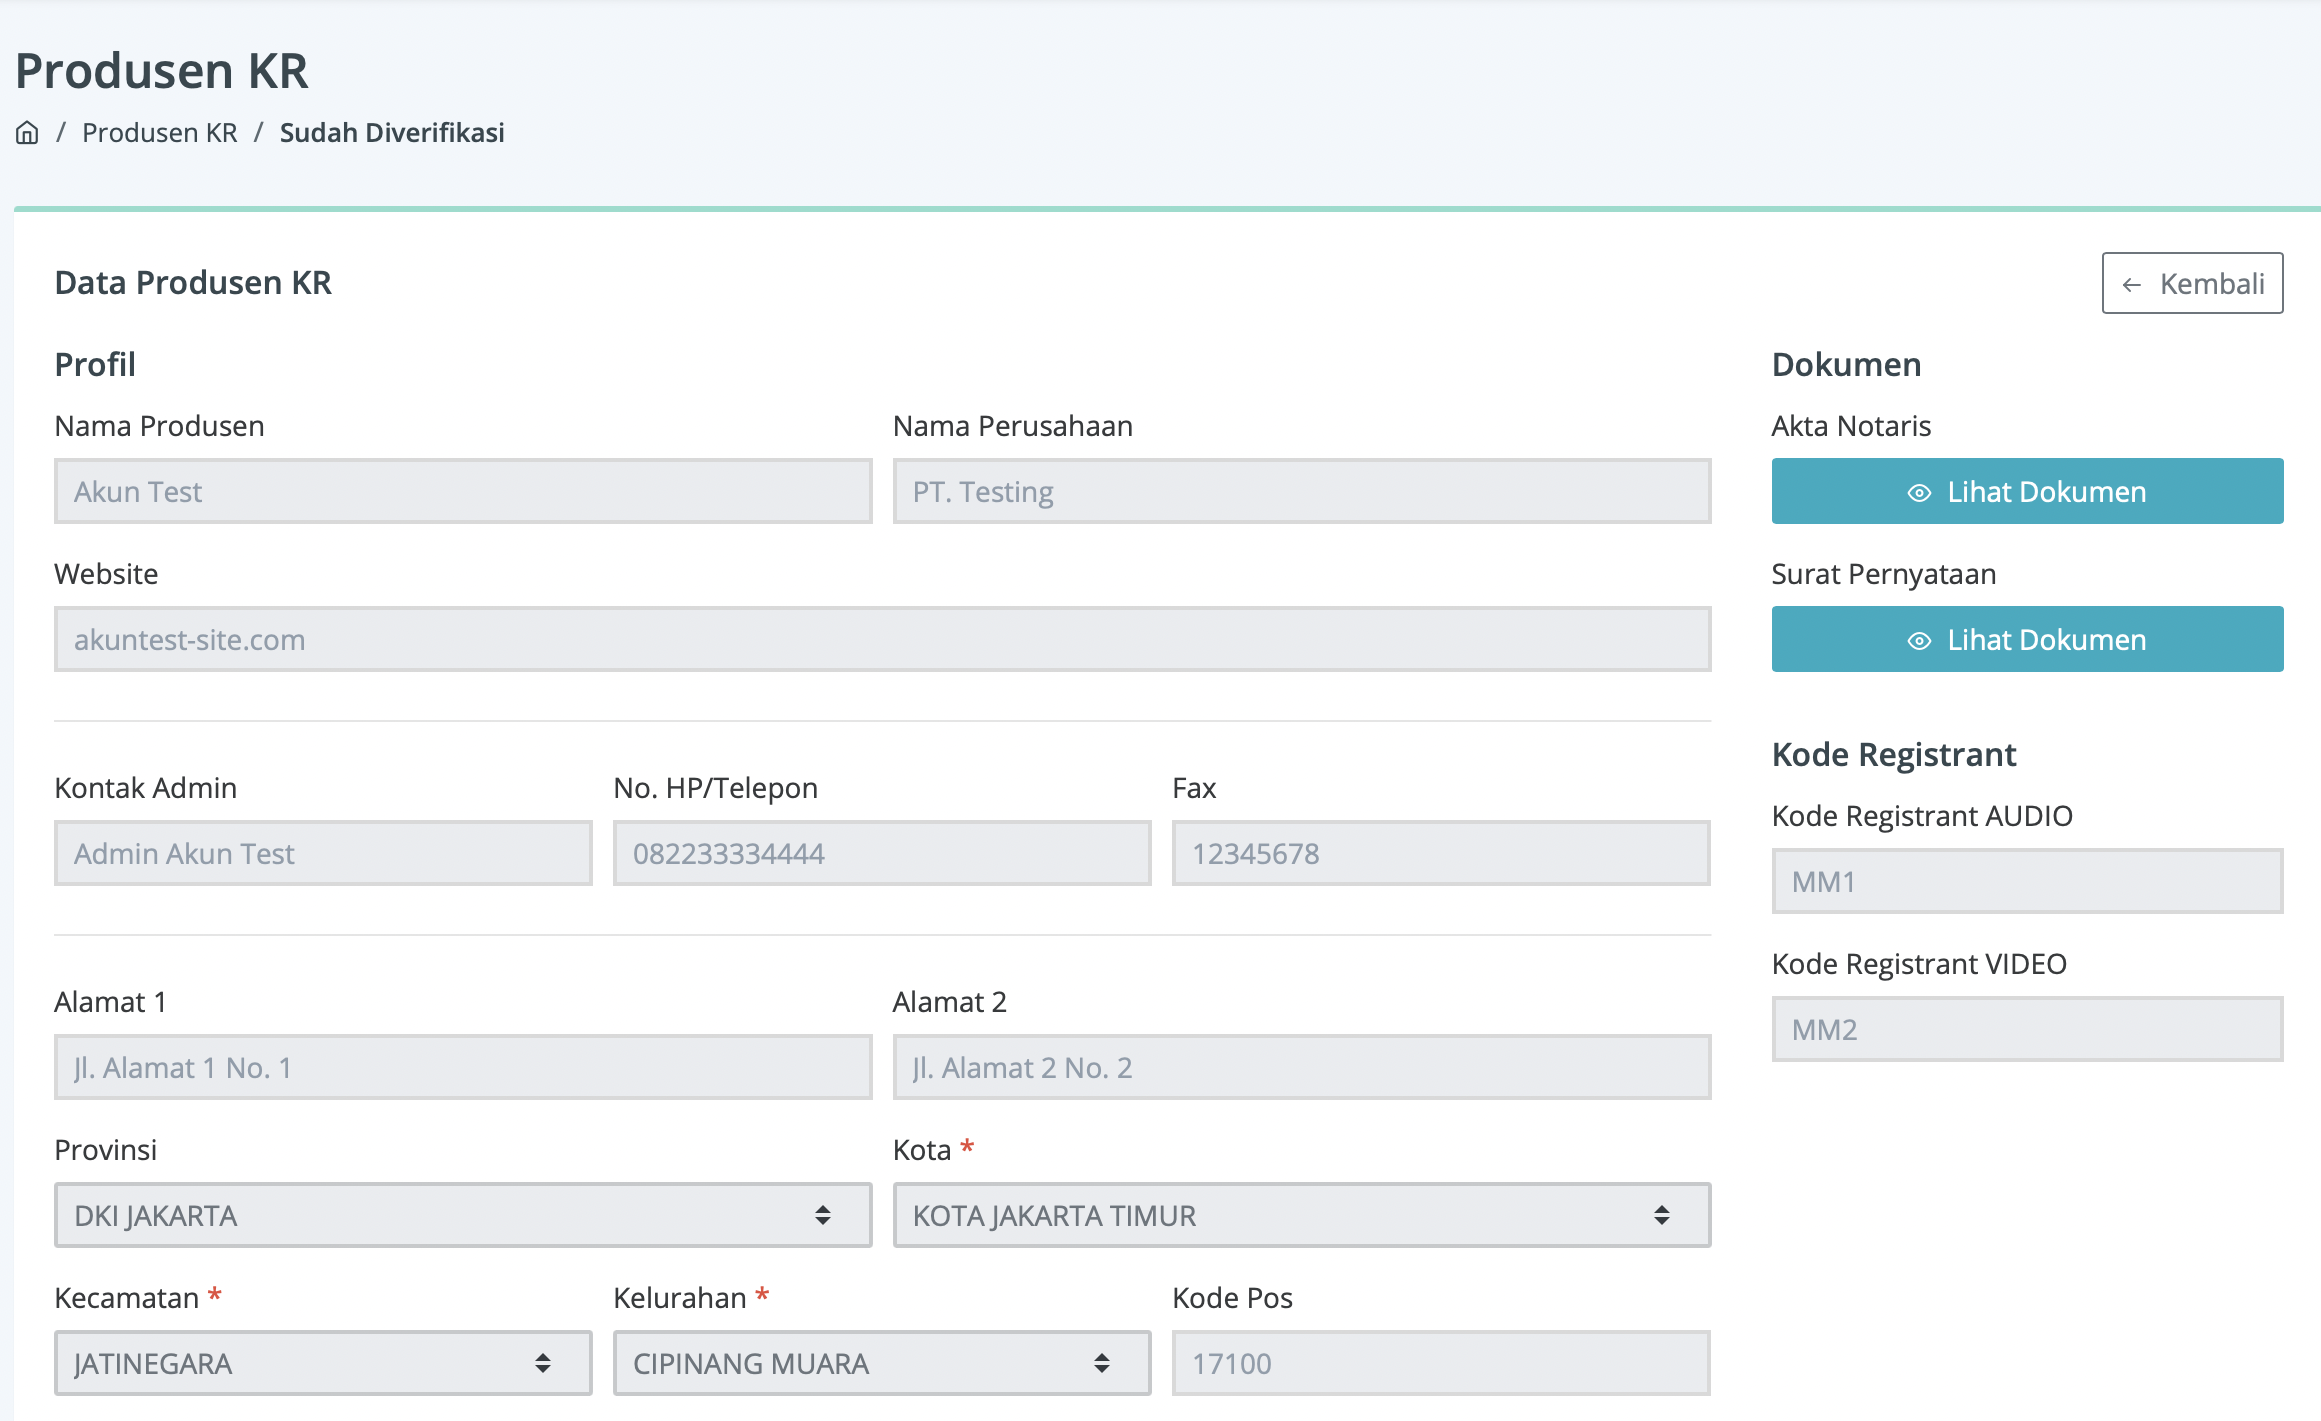 Produsen KR
/ Produsen KR / Sudah Diverifikasi
Data Produsen KR
Kembali
Profil
Nama Produsen
Nama Perusahaan
Akun Test
PT. Testing
Website
akuntest-site.com
Kontak Admin
No. HP/Telepon
Fax
Admin Akun Test
082233334444
12345678
Alamat 1
Alamat 2
Jl. Alamat 1 No. 1
Jl. Alamat 2 No. 2
Provinsi
Kota *
DKI JAKARTA
KOTA JAKARTA TIMUR
Kecamatan *
Kelurahan *
Kode Pos
JATINEGARA
CIPINANG MUARA
17100
Dokumen
Akta Notaris
Lihat Dokumen
Surat Pernyataan
Lihat Dokumen
Kode Registrant
Kode Registrant AUDIO
MM1
Kode Registrant VIDEO
MM2